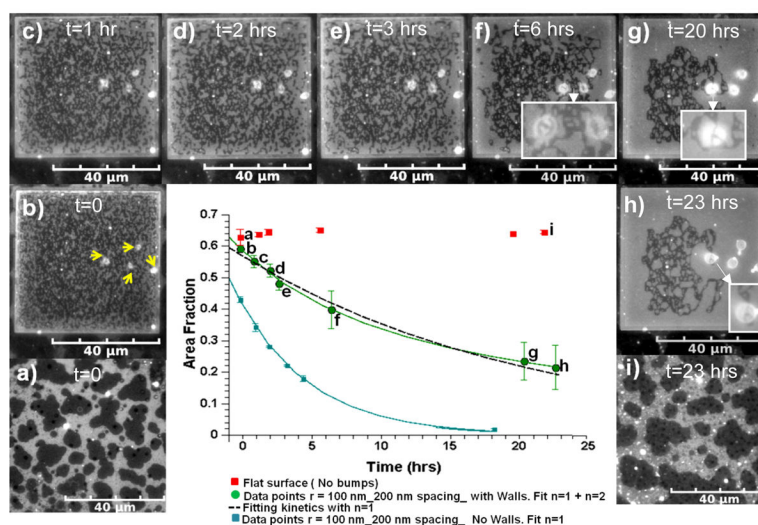 c) t=1 hr
40 µm
d) t=2 hrs
40 µm
e) t=3 hrs
40 µm
f) t=6 hrs
40 µm
g) t=20 hrs
40 µm
b) t=0
40 µm
a) t=0
40 µm
Area Fraction
0.7
0.6
0.5
0.4
0.3
0.2
0.1
0
a
b
c
d
e
f
g
h
i
0 5 10 15 20 25
Time (hrs)
Flat surface ( No bumps)
Data points r = 100 nm_200 nm spacing_ with Walls. Fit n=1 + n=2
Fitting kinetics with n=1
Data points r = 100 nm_200 nm spacing_ No Walls. Fit n=1
h) t=23 hrs
40 µm
i) t=23 hrs
40 µm